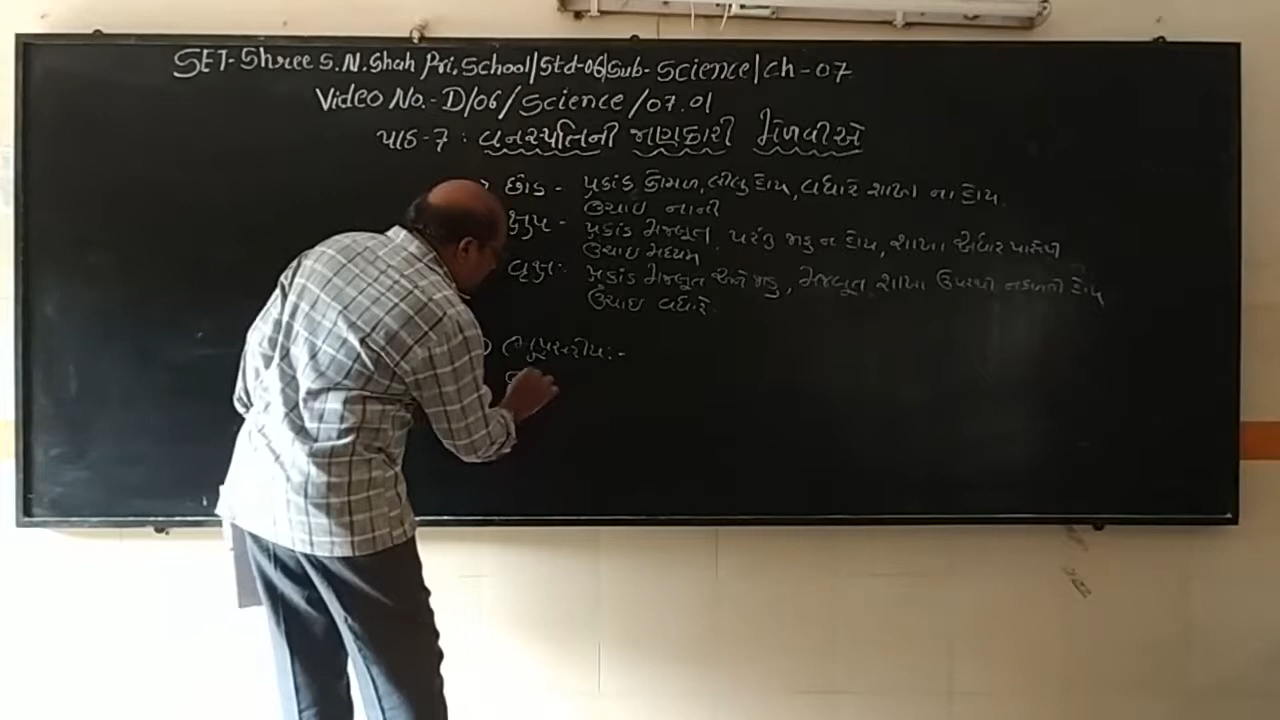 SET-Shree S.N.Shah Pri.School/Std-06/Sub-Science/Ch-07
Video No.-D/06/Science/07.01
પાઠ-7: વનસ્પતિની જાણકારી મેળવીએ
છોડ - પ્રકાંડ કોમળ, લીલુ હોય, વધારે શાખા ના હોય.
ઉંચાઇ નાની
ક્ષુપ - પ્રકાંડ મજબૂત, પરંતુ જાડુ ન હોય, શાખા આધાર પાસેથી
ઉંચાઇ મધ્યમ
વૃક્ષ: પ્રકાંડ મજબૂત અને જાડુ, મજબૂત શાખા ઉપરથી નીકળતી હોય
ઉંચાઇ વધારે.
ભૂપ્રસારીય:-